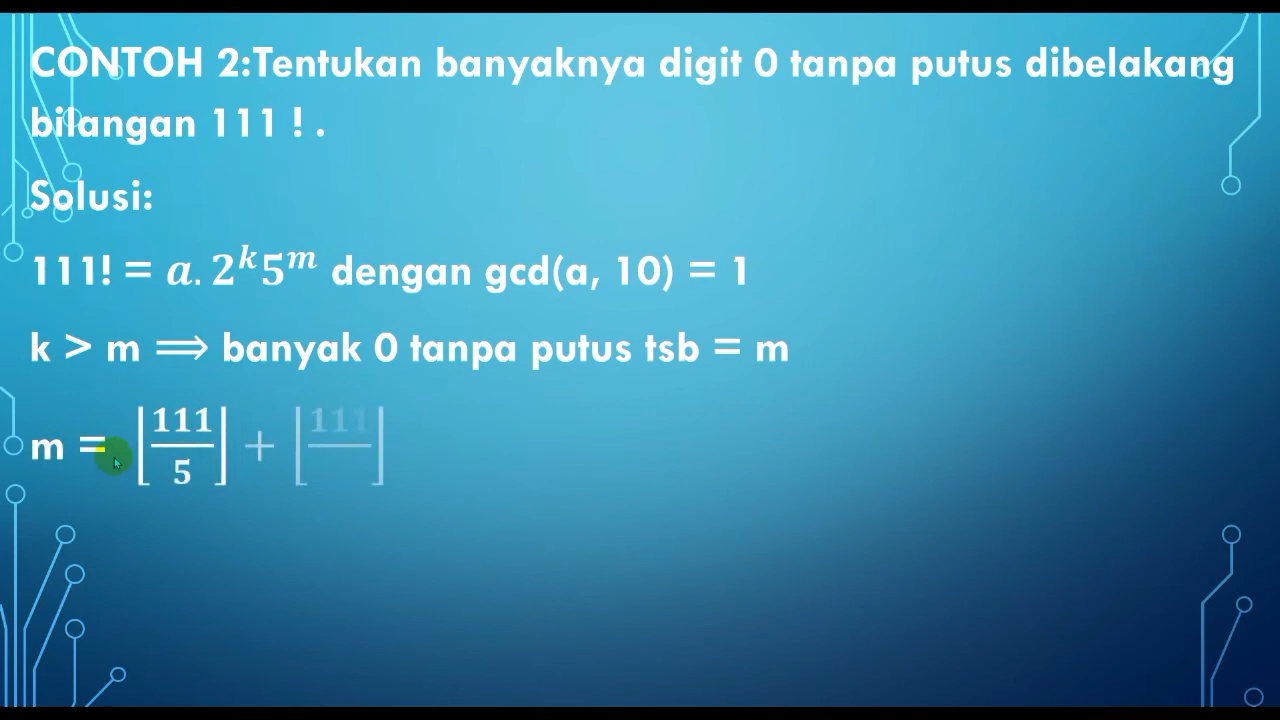 CONTOH 2:Tentukan banyaknya digit 0 tanpa putus dibelakang
bilangan 111 ! .
Solusi:
111! = a. 2^k 5^m dengan gcd(a, 10) = 1
k > m ⟹ banyak 0 tanpa putus tsb = m
m = ⌊111/5⌋ + ⌊111/ ⌋